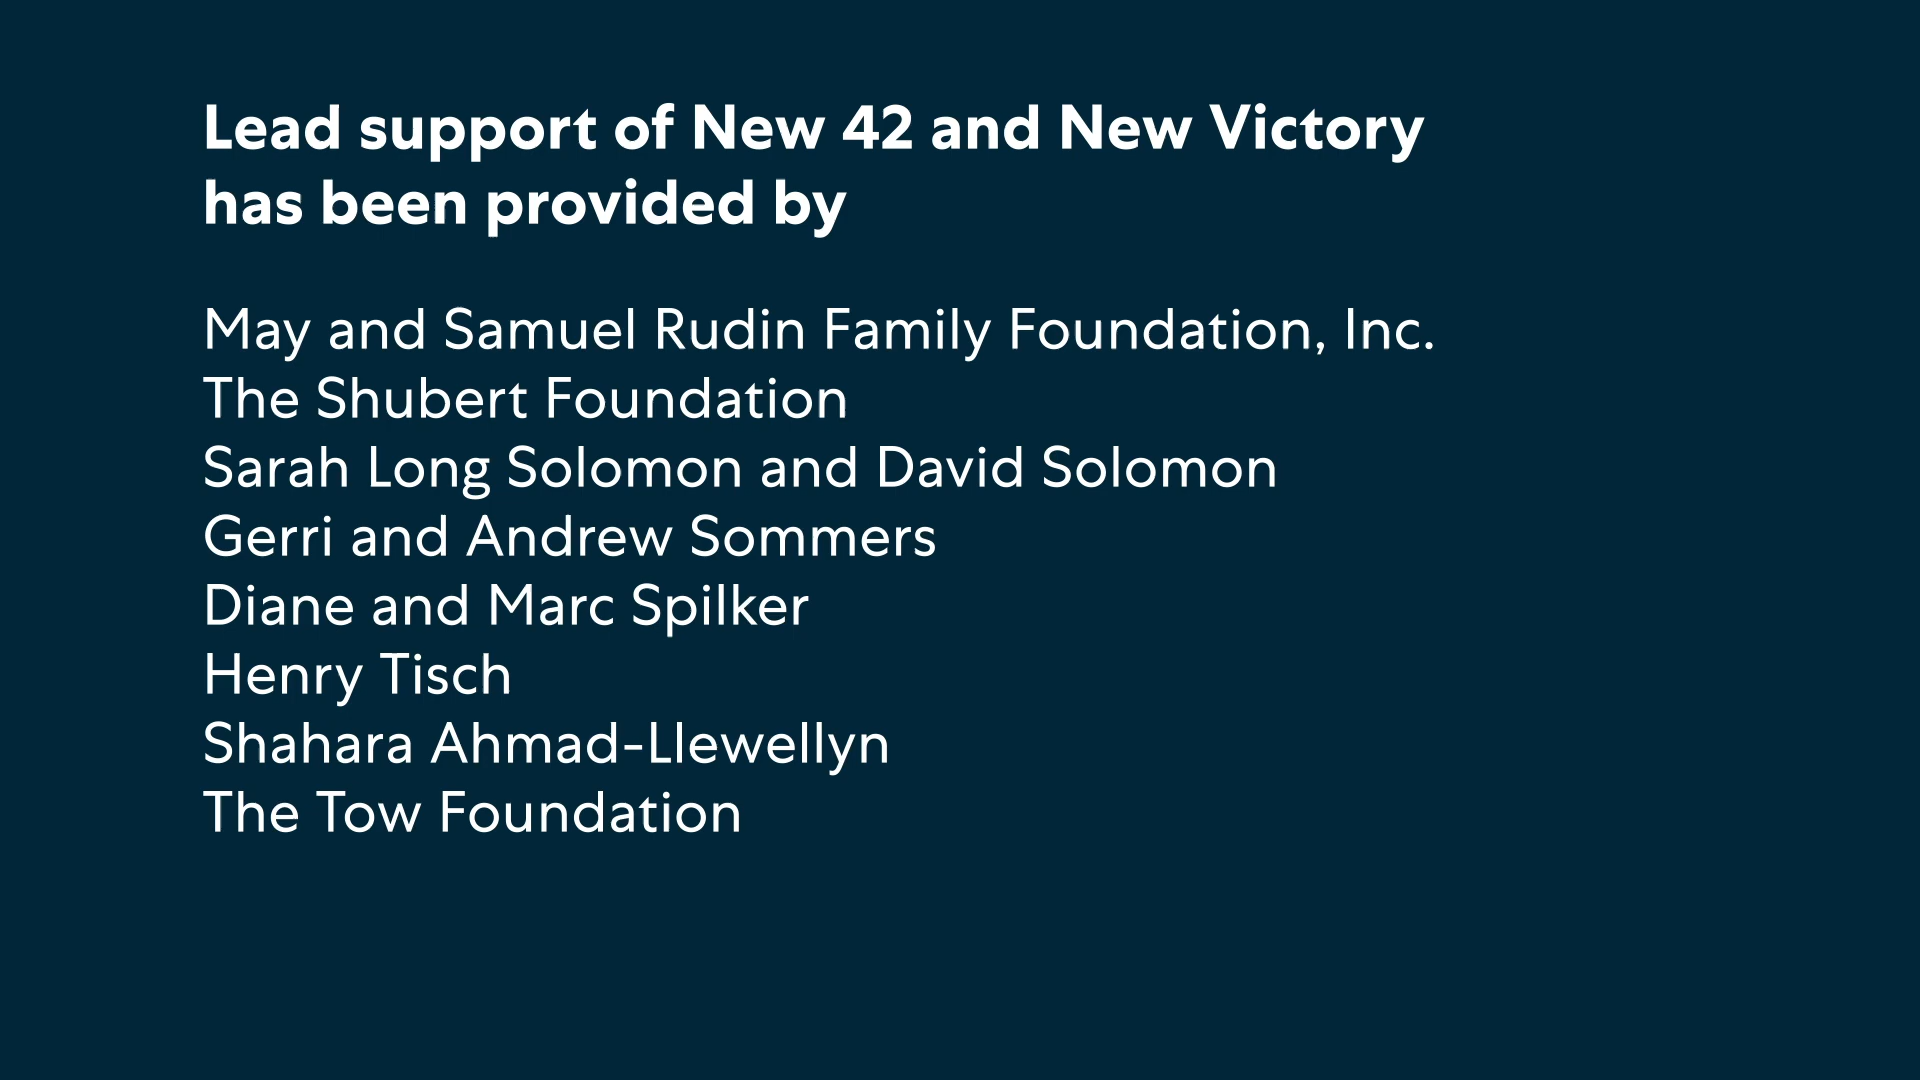 Lead support of New 42 and New Victory
has been provided by
May and Samuel Rudin Family Foundation, Inc.
The Shubert Foundation
Sarah Long Solomon and David Solomon
Gerri and Andrew Sommers
Diane and Marc Spilker
Henry Tisch
Shahara Ahmad-Llewellyn
The Tow Foundation